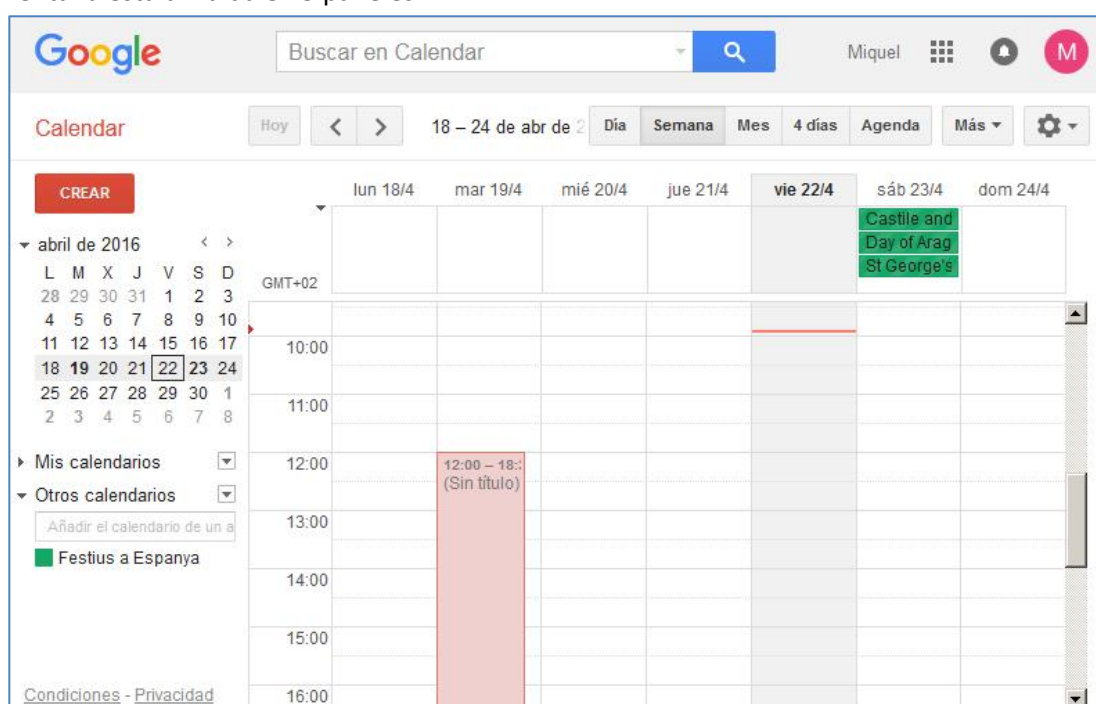 Google
Buscar en Calendar
Miquel
M
Calendar
Hoy
18 – 24 de abr de 2
Día Semana Mes 4 días Agenda
Más
CREAR
lun 18/4 mar 19/4 mié 20/4 jue 21/4 vie 22/4 sáb 23/4 dom 24/4
Castile and
Day of Arag
St George's
GMT+02
abril de 2016
L M X J V S D
28 29 30 31 1 2 3
4 5 6 7 8 9 10
11 12 13 14 15 16 17
18 19 20 21 22 23 24
25 26 27 28 29 30 1
2 3 4 5 6 7 8
Mis calendarios
Otros calendarios
Añadir el calendario de un a
Festius a Espanya
Condiciones - Privacidad
10:00
11:00
12:00
12:00 – 18:
(Sin título)
13:00
14:00
15:00
16:00